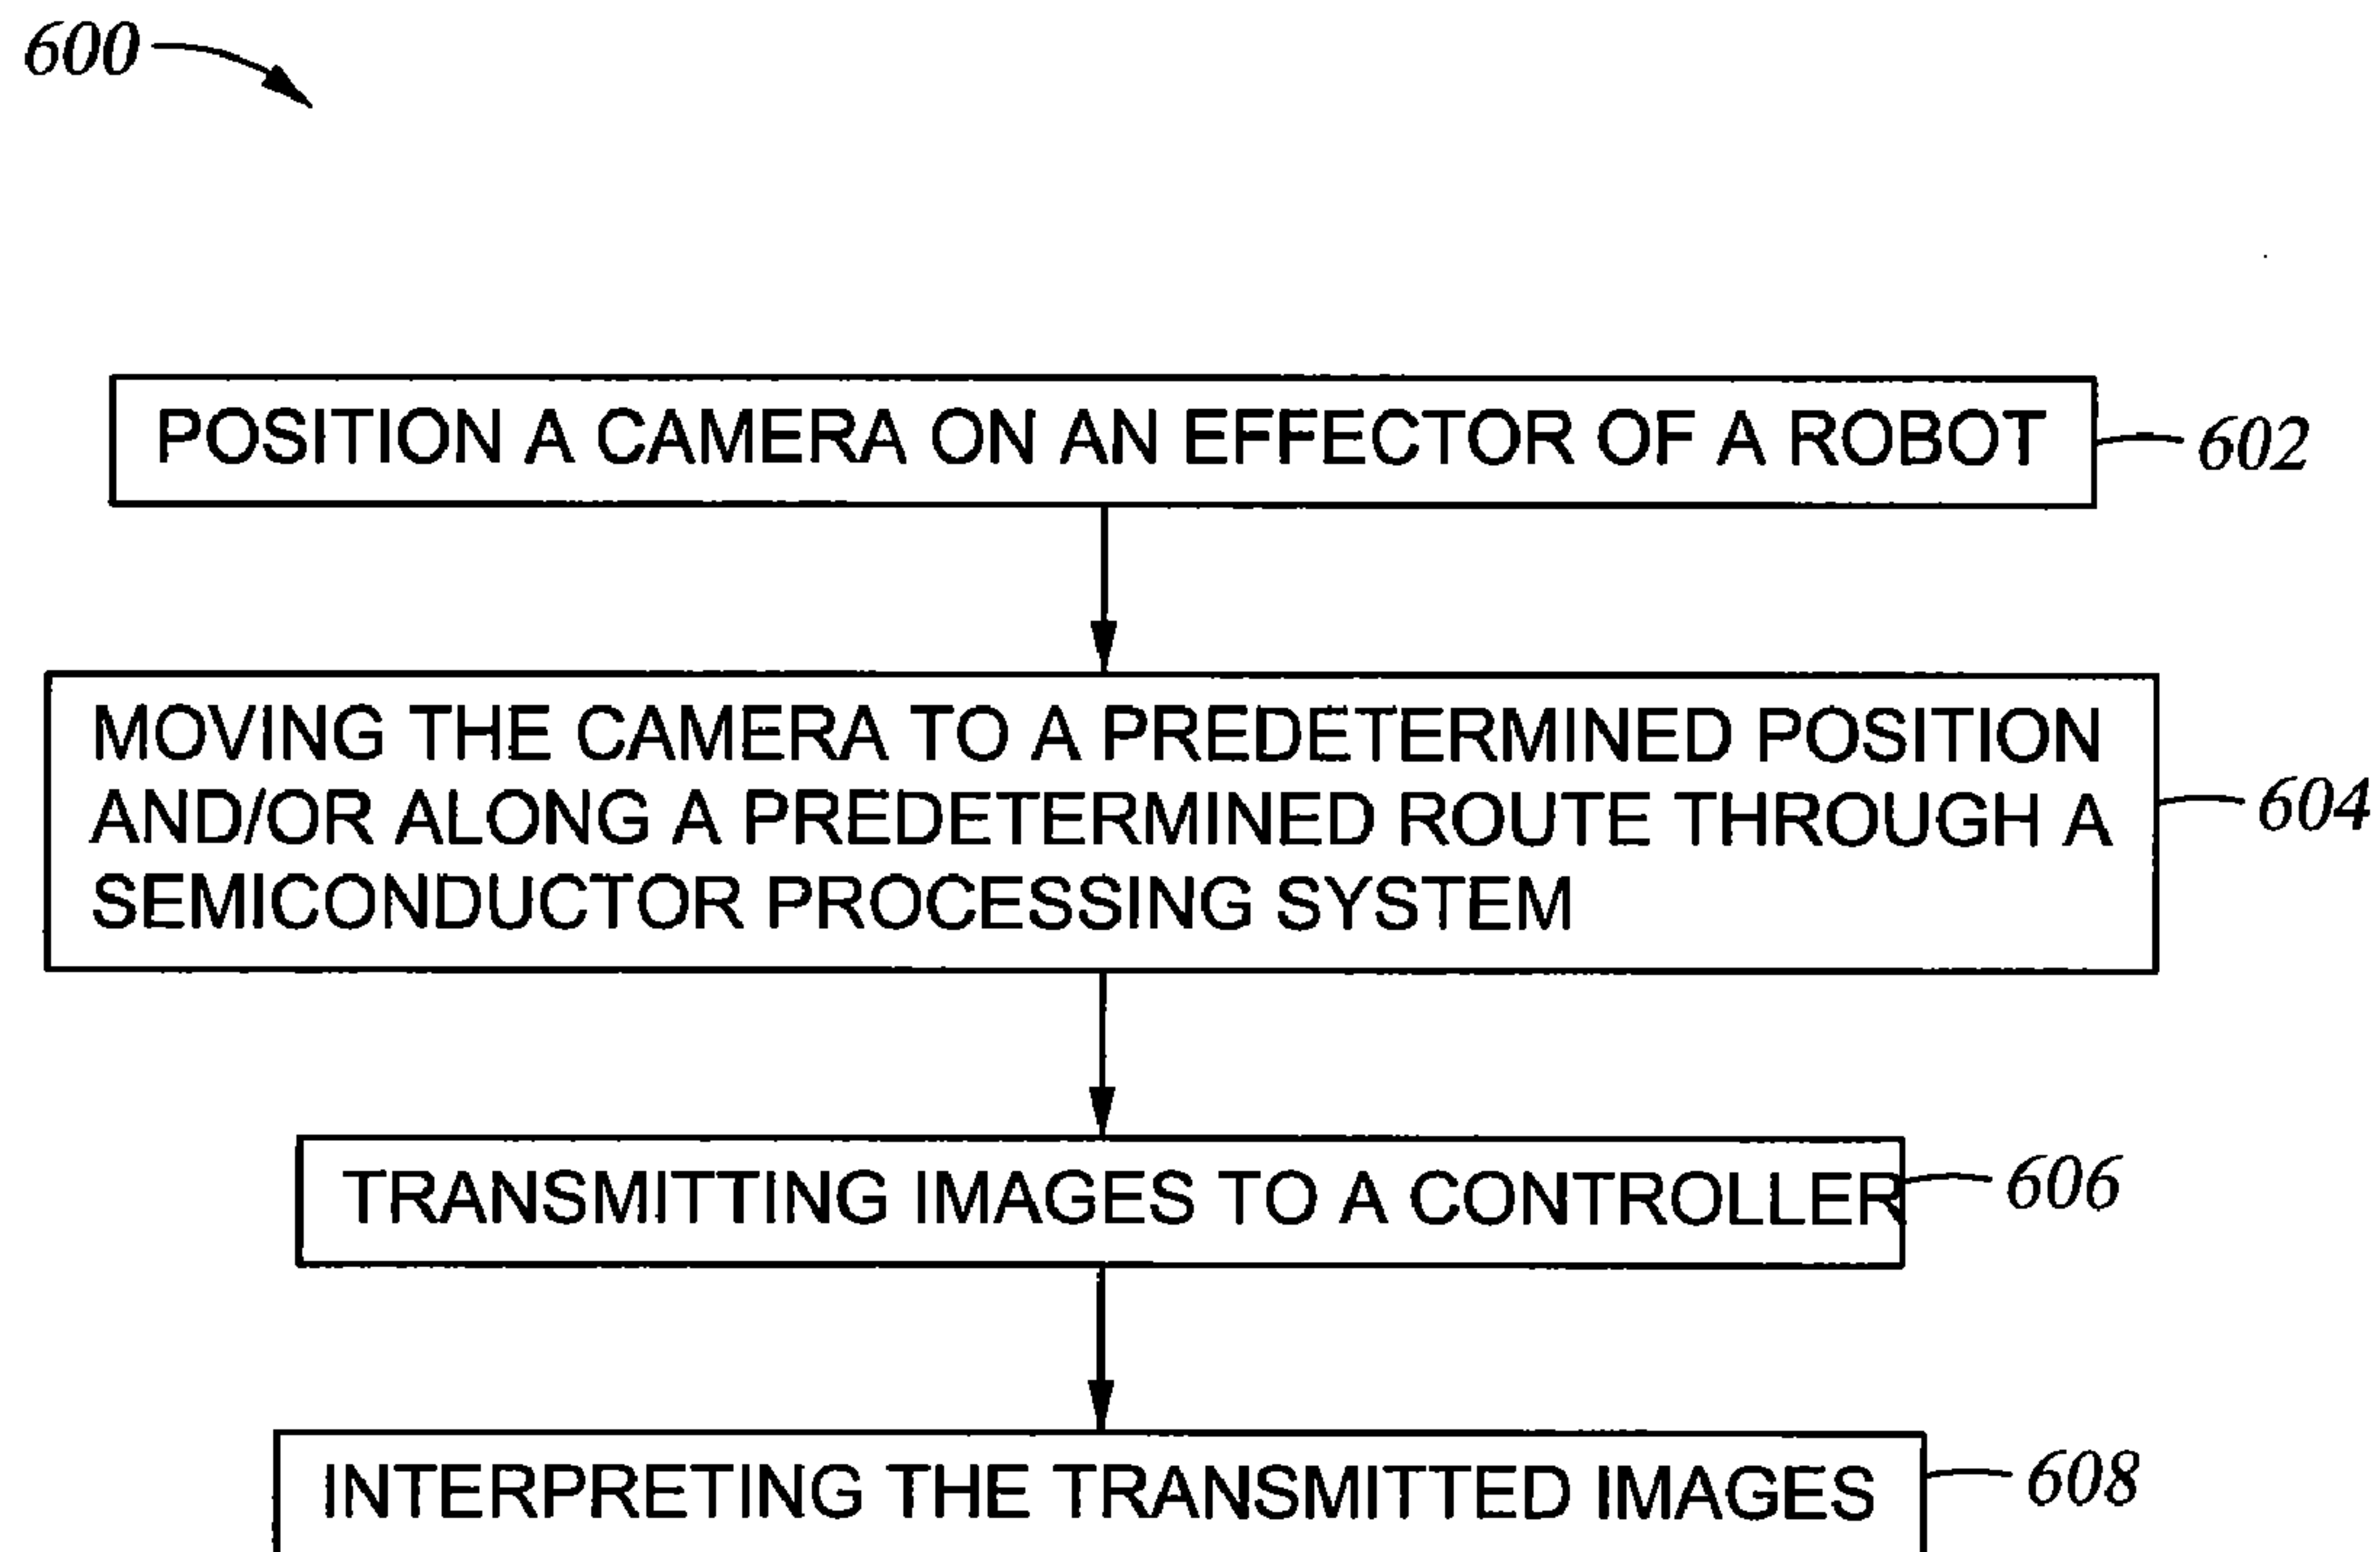 600
POSITION A CAMERA ON AN EFFECTOR OF A ROBOT
602
MOVING THE CAMERA TO A PREDETERMINED POSITION
AND/OR ALONG A PREDETERMINED ROUTE THROUGH A
SEMICONDUCTOR PROCESSING SYSTEM
604
TRANSMITTING IMAGES TO A CONTROLLER
606
INTERPRETING THE TRANSMITTED IMAGES
608